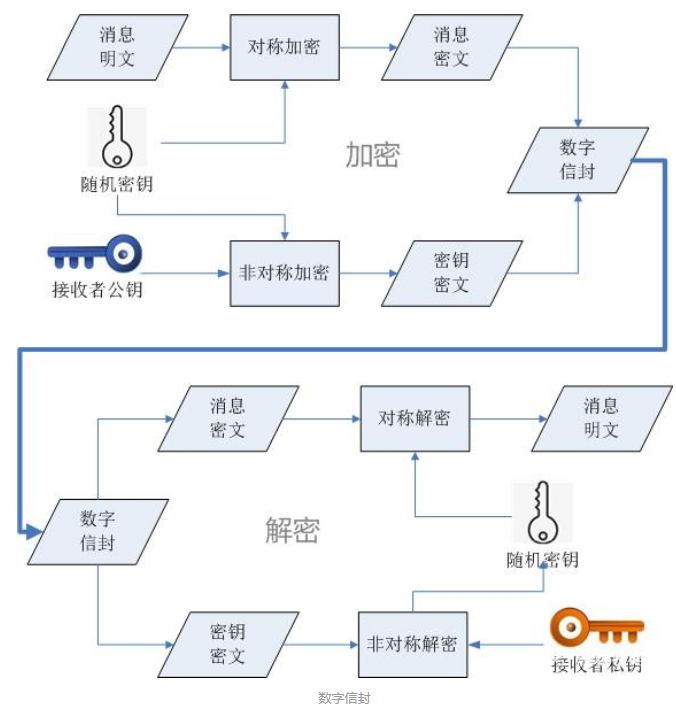 消息
明文
对称加密
消息
密文
随机密钥
加密
数字
信封
接收者公钥
非对称加密
密钥
密文
消息
密文
对称解密
消息
明文
数字
信封
解密
随机密钥
密钥
密文
非对称解密
接收者私钥
数字信封